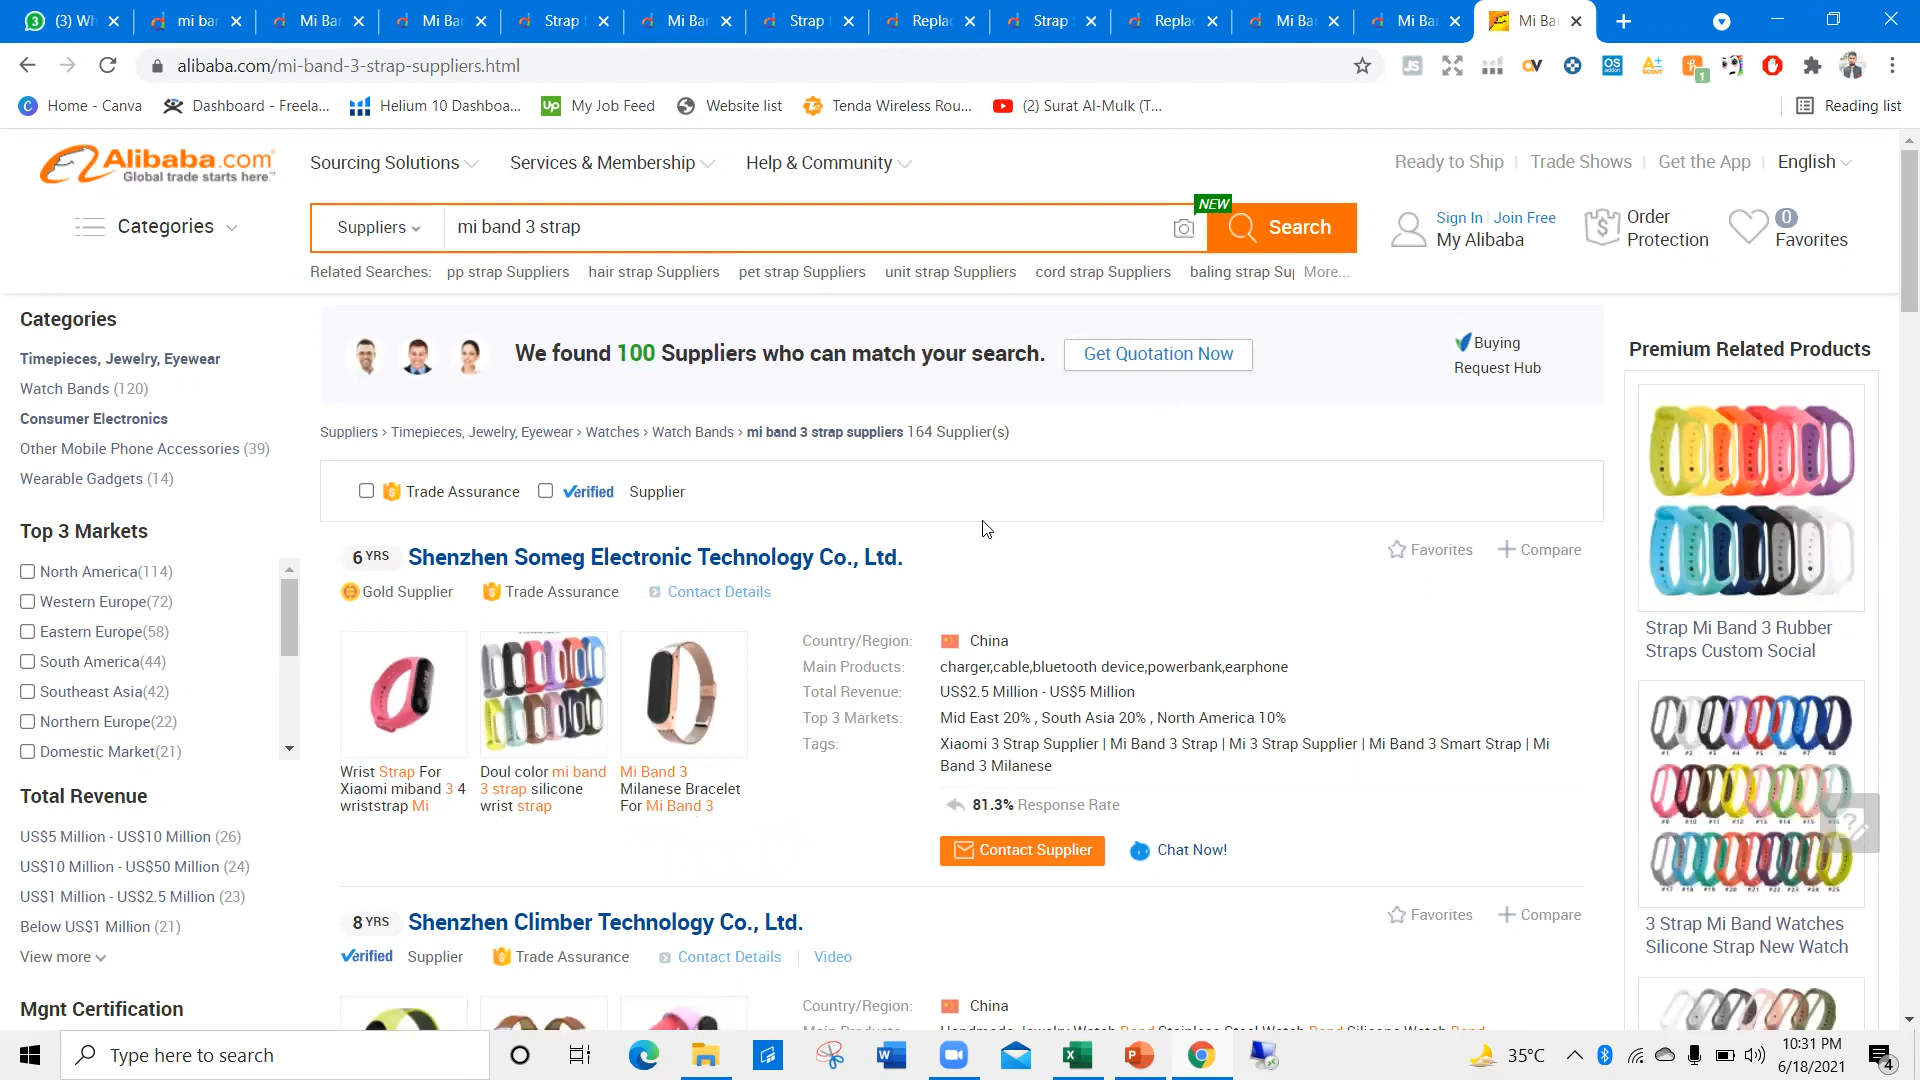 (3) Wh
mi bar
Mi Bar
Mi Bar
Strap
Mi Bar
Strap
Replac
Strap
Replac
Mi Bar
Mi Bar
Mi Ba
alibaba.com/mi-band-3-strap-suppliers.html
Home - Canva
Dashboard - Freela...
Helium 10 Dashboa...
My Job Feed
Website list
Tenda Wireless Rou...
(2) Surat Al-Mulk (T...
Reading list
Alibaba.com
Global trade starts here.™
Sourcing Solutions
Services & Membership
Help & Community
Ready to Ship
Trade Shows
Get the App
English
Categories
Suppliers
mi band 3 strap
NEW
Search
Sign In
Join Free
My Alibaba
Order
Protection
0
Favorites
Related Searches:
pp strap Suppliers
hair strap Suppliers
pet strap Suppliers
unit strap Suppliers
cord strap Suppliers
baling strap Su
More...
Categories
Timepieces, Jewelry, Eyewear
Watch Bands (120)
Consumer Electronics
Other Mobile Phone Accessories (39)
Wearable Gadgets (14)
Top 3 Markets
North America(114)
Western Europe(72)
Eastern Europe(58)
South America(44)
Southeast Asia(42)
Northern Europe(22)
Domestic Market(21)
Total Revenue
US$5 Million - US$10 Million (26)
US$10 Million - US$50 Million (24)
US$1 Million - US$2.5 Million (23)
Below US$1 Million (21)
View more
Mgnt Certification
We found 100 Suppliers who can match your search.
Get Quotation Now
Buying
Request Hub
Suppliers › Timepieces, Jewelry, Eyewear › Watches › Watch Bands › mi band 3 strap suppliers 164 Supplier(s)
Trade Assurance
Verified Supplier
6 YRS
Shenzhen Someg Electronic Technology Co., Ltd.
Favorites
Compare
Gold Supplier
Trade Assurance
Contact Details
Wrist Strap For
Xiaomi miband 3 4
wriststrap Mi
Doul color mi band
3 strap silicone
wrist strap
Mi Band 3
Milanese Bracelet
For Mi Band 3
Country/Region: China
Main Products: charger,cable,bluetooth device,powerbank,earphone
Total Revenue: US$2.5 Million - US$5 Million
Top 3 Markets: Mid East 20% , South Asia 20% , North America 10%
Tags: Xiaomi 3 Strap Supplier | Mi Band 3 Strap | Mi 3 Strap Supplier | Mi Band 3 Smart Strap | Mi
Band 3 Milanese
81.3% Response Rate
Contact Supplier
Chat Now!
8 YRS
Shenzhen Climber Technology Co., Ltd.
Favorites
Compare
Verified Supplier
Trade Assurance
Contact Details
Video
Country/Region: China
Premium Related Products
Strap Mi Band 3 Rubber
Straps Custom Social
3 Strap Mi Band Watches
Silicone Strap New Watch
Type here to search
35°C
10:31 PM
6/18/2021
4